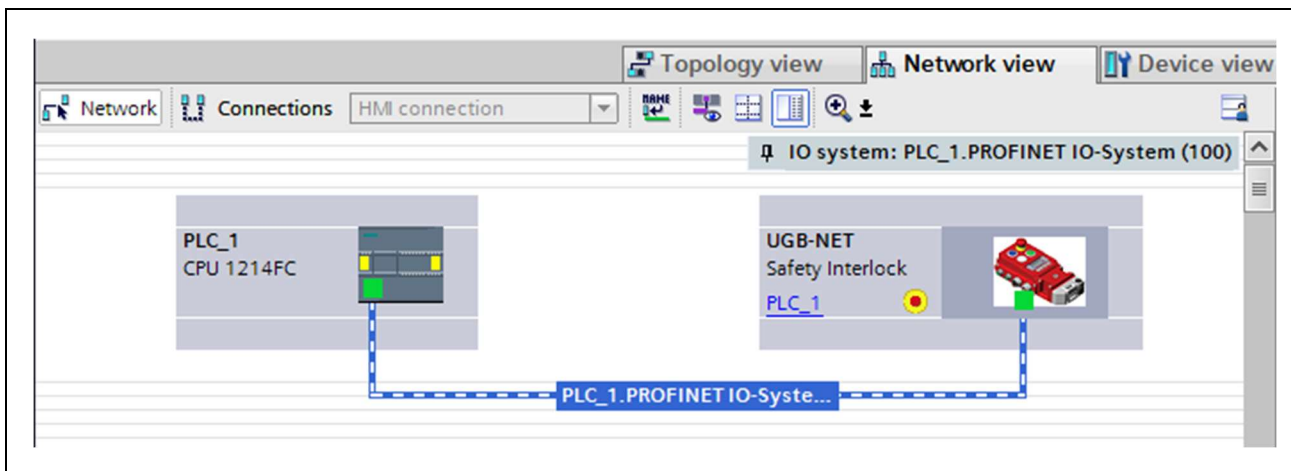 Topology view Network view Device view
Network Connections HMI connection NAME
IO system: PLC_1.PROFINET IO-System (100)
PLC_1
CPU 1214FC
UGB-NET
Safety Interlock
PLC_1
PLC_1.PROFINET IO-Syste...